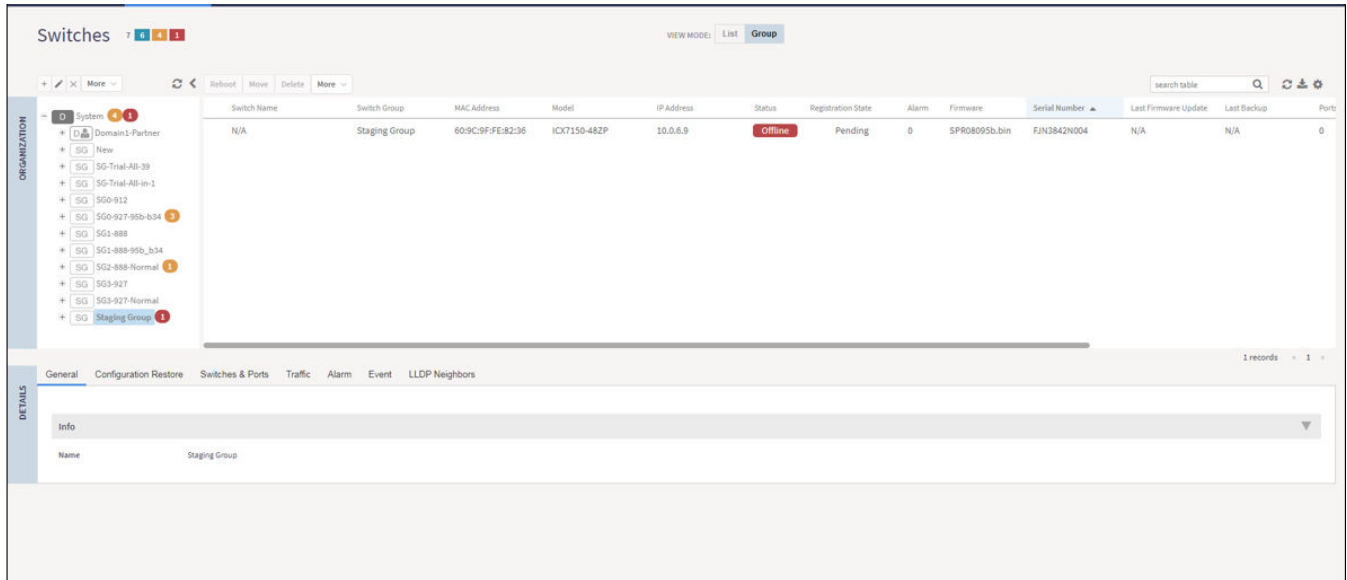 Switches 7 6 4 1
VIEW MODE: List Group
More
Reboot Move Delete More
search table
ORGANIZATION
D System 4 1
D Domain1-Partner
SG New
SG SG-Trial-All-39
SG SG-Trial-All-in-1
SG SG0-912
SG SG0-927-95b-b34 3
SG SG1-888
SG SG1-888-95b_b34
SG SG2-888-Normal 1
SG SG3-927
SG SG3-927-Normal
SG Staging Group 1
Switch Name Switch Group MAC Address Model IP Address Status Registration State Alarm Firmware Serial Number Last Firmware Update Last Backup Ports
N/A Staging Group 60:9C:9F:FE:82:36 ICX7150-48ZP 10.0.6.9 Offline Pending 0 SPR08095b.bin FJN3842N004 N/A N/A 0
1 records 1
DETAILS
General Configuration Restore Switches & Ports Traffic Alarm Event LLDP Neighbors
Info
Name Staging Group